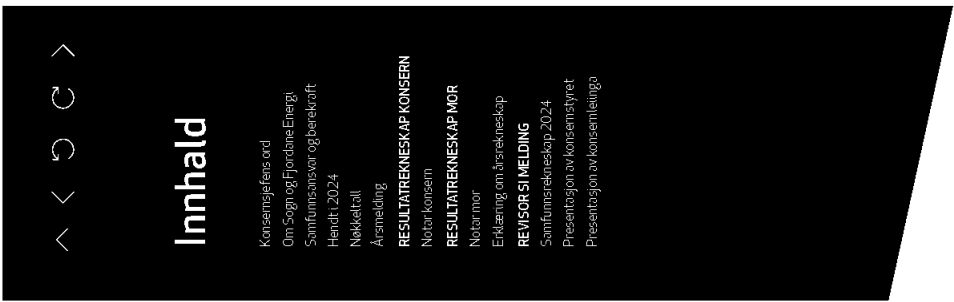 Innhald
Konsernsjefens ord
Om Sogn og Fjordane Energi
Samfunnsansvar og berekraft
Hendt i 2024
Nøkkeltall
Årsmelding
RESULTATREKNESKAP KONSERN
Notar konsern
RESULTATREKNESKAP MOR
Notar mor
Erklæring om årsrekneskap
REVISOR SI MELDING
Samfunnsrekneskap 2024
Presentasjon av konsernstyret
Presentasjon av konsernleiinga